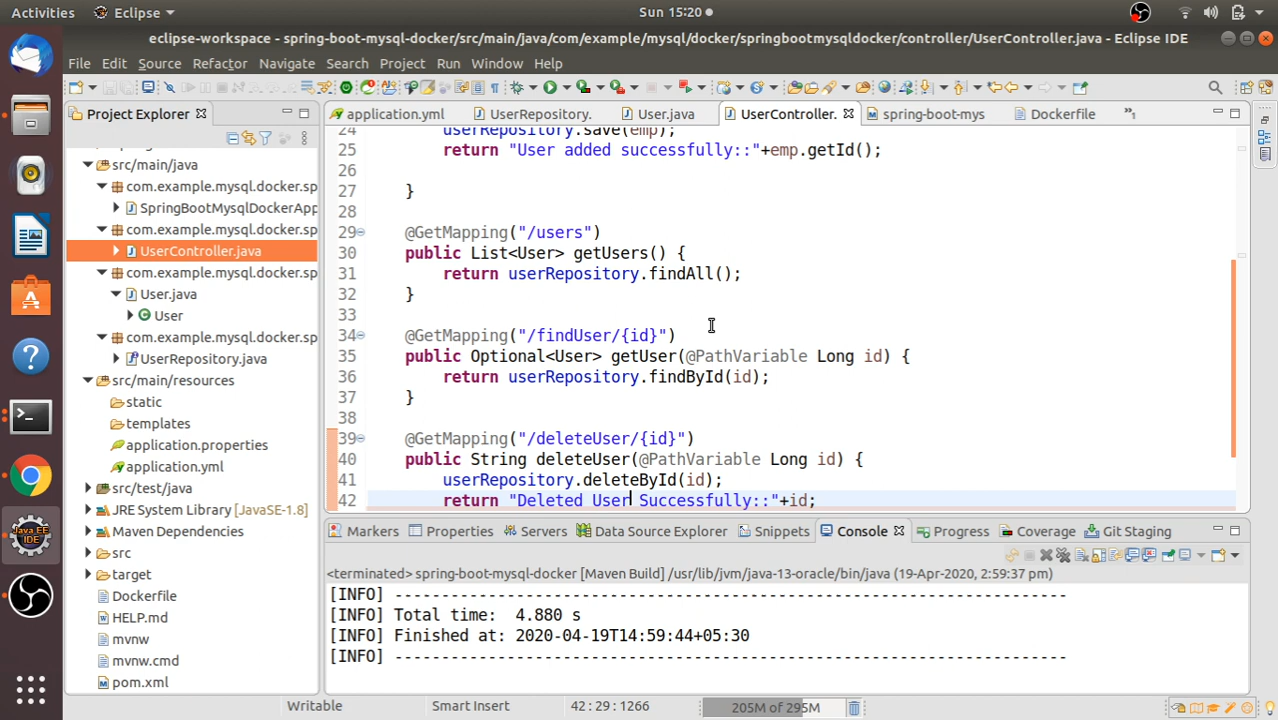 Activities
Eclipse
Sun 15:20
eclipse-workspace - spring-boot-mysql-docker/src/main/java/com/example/mysql/docker/springbootmysqldocker/controller/UserController.java - Eclipse IDE
File Edit Source Refactor Navigate Search Project Run Window Help
Project Explorer
application.yml
UserRepository.
User.java
UserController.
spring-boot-mys
Dockerfile
»1
src/main/java
com.example.mysql.docker.sp
SpringBootMysqlDockerApp
com.example.mysql.docker.sp
UserController.java
com.example.mysql.docker.sp
User.java
User
com.example.mysql.docker.sp
UserRepository.java
src/main/resources
static
templates
application.properties
application.yml
src/test/java
JRE System Library [JavaSE-1.8]
Maven Dependencies
src
target
Dockerfile
HELP.md
mvnw
mvnw.cmd
pom.xml
24 userRepository.save(emp);
25 return "User added successfully::"+emp.getId();
26
27 }
28
29 @GetMapping("/users")
30 public List<User> getUsers() {
31 return userRepository.findAll();
32 }
33
34 @GetMapping("/findUser/{id}")
35 public Optional<User> getUser(@PathVariable Long id) {
36 return userRepository.findById(id);
37 }
38
39 @GetMapping("/deleteUser/{id}")
40 public String deleteUser(@PathVariable Long id) {
41 userRepository.deleteById(id);
42 return "Deleted User Successfully::"+id;
Markers Properties Servers Data Source Explorer Snippets Console Progress Coverage Git Staging
<terminated> spring-boot-mysql-docker [Maven Build] /usr/lib/jvm/java-13-oracle/bin/java (19-Apr-2020, 2:59:37 pm)
[INFO] ------------------------------------------------------------------------
[INFO] Total time: 4.880 s
[INFO] Finished at: 2020-04-19T14:59:44+05:30
[INFO] ------------------------------------------------------------------------
Writable
Smart Insert
42 : 29 : 1266
205M of 295M